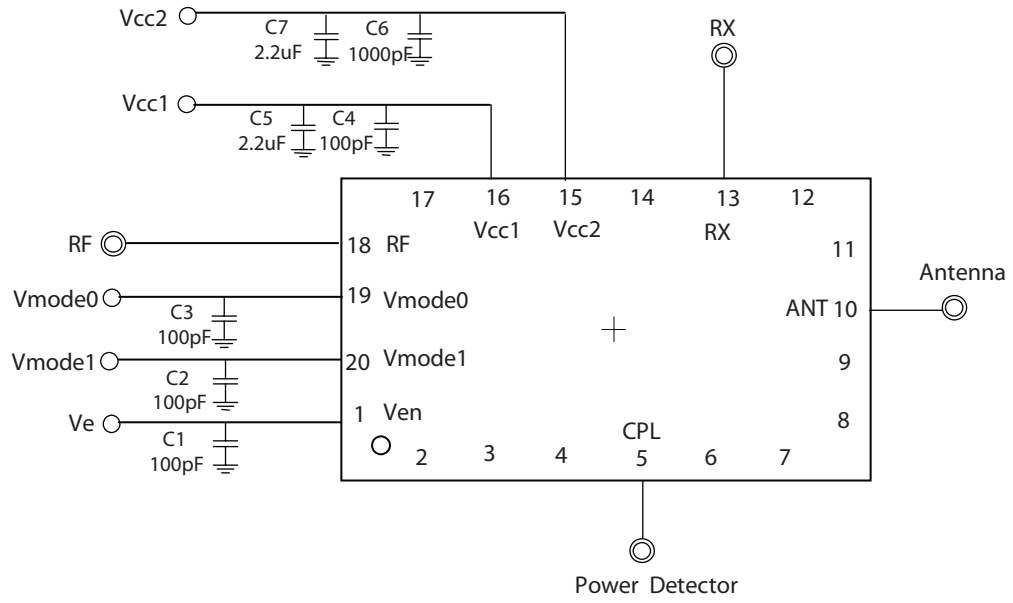 Vcc2
C7
2.2uF
C6
1000pF
RX
Vcc1
C5
2.2uF
C4
100pF
17
16
15
14
13
12
Vcc1
Vcc2
RX
RF
18
RF
11
Antenna
Vmode0
19
Vmode0
C3
100pF
ANT 10
Vmode1
20
Vmode1
9
C2
100pF
Ve
1
Ven
8
C1
100pF
CPL
2
3
4
5
6
7
Power Detector